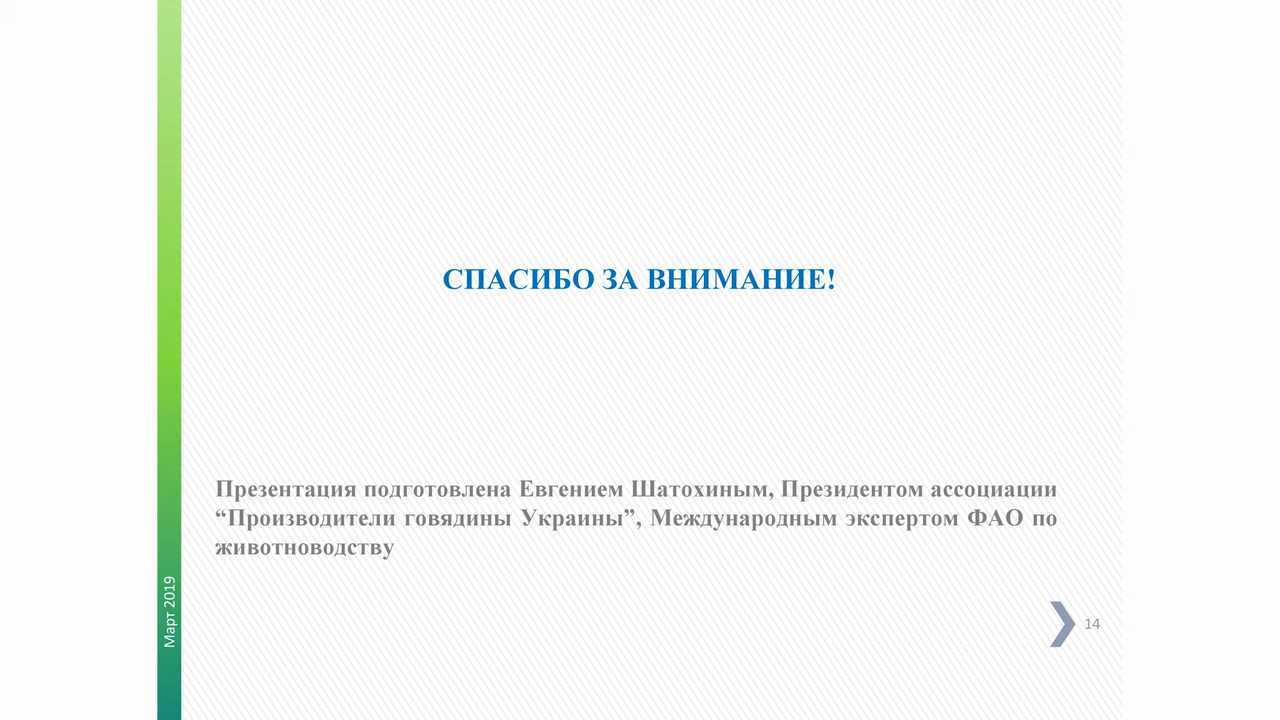 СПАСИБО ЗА ВНИМАНИЕ!
Презентация подготовлена Евгением Шатохиным, Президентом ассоциации
“Производители говядины Украины”, Международным экспертом ФАО по
животноводству
Март 2019
14